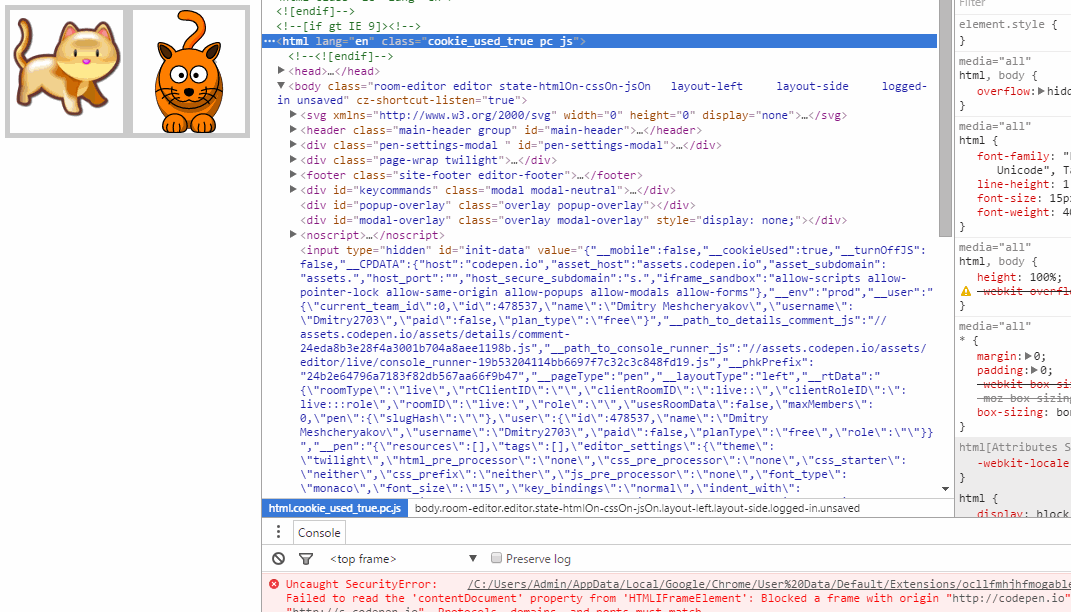 <![endif]-->
<!--[if gt IE 9]><!-->
···<html lang="en" class="cookie_used_true pc js">
<!--<![endif]-->
▶<head>…</head>
▼<body class="room-editor editor state-htmlOn-cssOn-jsOn layout-left layout-side logged-
in unsaved" cz-shortcut-listen="true">
▶<svg xmlns="http://www.w3.org/2000/svg" width="0" height="0" display="none">…</svg>
▶<header class="main-header group" id="main-header">…</header>
▶<div class="pen-settings-modal " id="pen-settings-modal">…</div>
▶<div class="page-wrap twilight">…</div>
▶<footer class="site-footer editor-footer">…</footer>
▶<div id="keycommands" class="modal modal-neutral">…</div>
<div id="popup-overlay" class="overlay popup-overlay"></div>
<div id="modal-overlay" class="overlay modal-overlay" style="display: none;"></div>
▶<noscript>…</noscript>
<input type="hidden" id="init-data" value="{"__mobile":false,"__cookieUsed":true,"__turnOffJS":
false,"__CPDATA":{"host":"codepen.io","asset_host":"assets.codepen.io","asset_subdomain":
"assets.","host_port":"","host_secure_subdomain":"s.","iframe_sandbox":"allow-scripts allow-
pointer-lock allow-same-origin allow-popups allow-modals allow-forms"},"__env":"prod","__user":"
{\"current_team_id\":0,\"id\":478537,\"name\":\"Dmitry Meshcheryakov\",\"username\":
\"Dmitry2703\",\"paid\":false,\"plan_type\":\"free\"}","__path_to_details_comment_js":"//
assets.codepen.io/assets/details/comment-
24eda8b3e28f4a3001b704a8aee1198b.js","__path_to_console_runner_js":"//assets.codepen.io/assets/
editor/live/console_runner-19b53204114bb6697f7c32c3c848fd19.js","__phkPrefix":
"24b2e64796a7183f82db567aa66f9b47","__pageType":"pen","__layoutType":"left","__rtData":"
{\"roomType\":\"live\",\"rtClientID\":\"\",\"clientRoomID\":\":live::\",\"clientRoleID\":\":
live:::role\",\"roomID\":\"live:\",\"role\":\"\",\"usesRoomData\":false,\"maxMembers\":
0,\"pen\":{\"slugHash\":\"\"},\"user\":{\"id\":478537,\"name\":\"Dmitry
Meshcheryakov\",\"username\":\"Dmitry2703\",\"paid\":false,\"planType\":\"free\",\"role\":\"\"}}
","__pen":"{\"resources\":[],\"tags\":[],\"editor_settings\":{\"theme\":
\"twilight\",\"html_pre_processor\":\"none\",\"css_pre_processor\":\"none\",\"css_starter\":
\"neither\",\"css_prefix\":\"neither\",\"js_pre_processor\":\"none\",\"font_type\":
\"monaco\",\"font_size\":\"15\",\"key_bindings\":\"normal\",\"indent_with\":
html.cookie_used_true.pc.js body.room-editor.editor.state-htmlOn-cssOn-jsOn.layout-left.layout-side.logged-in.unsaved
Console
<top frame> ▼ Preserve log
Uncaught SecurityError: /C:/Users/Admin/AppData/Local/Google/Chrome/User%20Data/Default/Extensions/ocllfmhjhfmogable
Failed to read the 'contentDocument' property from 'HTMLIFrameElement': Blocked a frame with origin "http://codepen.io"
"http://s.codepen.io". Protocols, domains, and ports must match.
Filter
element.style {
}
media="all"
html, body {
overflow:▶hidd
}
media="all"
html {
font-family: "
Unicode", Ta
line-height: 1
font-size: 15p
font-weight: 4
}
media="all"
html, body {
height: 100%;
-webkit-overfl
}
media="all"
* {
margin:▶0;
padding:▶0;
-webkit-box-si
-moz-box-sizin
box-sizing: bor
}
html[Attributes S
-webkit-locale
}
html {
display: block